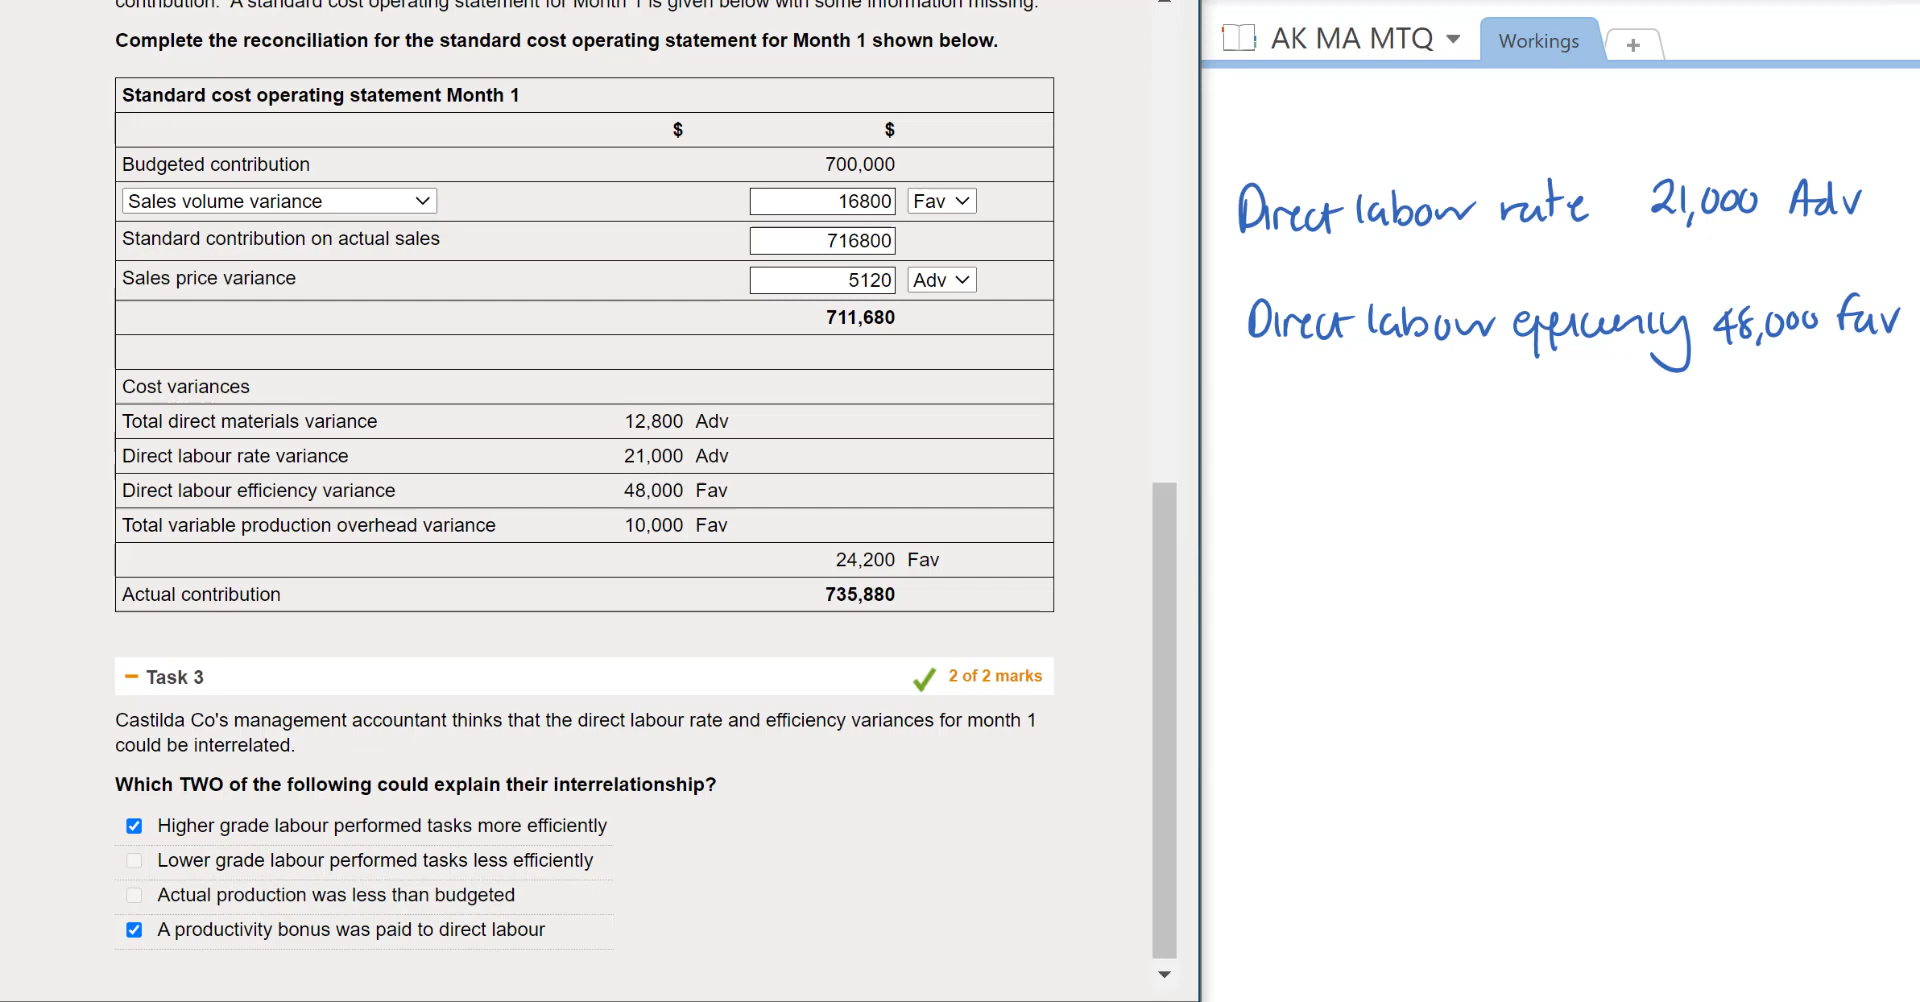 contribution. A standard cost operating statement for Month 1 is given below with some information missing.
Complete the reconciliation for the standard cost operating statement for Month 1 shown below.
Standard cost operating statement Month 1
$ $
Budgeted contribution 700,000
Sales volume variance 16800 Fav
Standard contribution on actual sales 716800
Sales price variance 5120 Adv
711,680
Cost variances
Total direct materials variance 12,800 Adv
Direct labour rate variance 21,000 Adv
Direct labour efficiency variance 48,000 Fav
Total variable production overhead variance 10,000 Fav
24,200 Fav
Actual contribution 735,880
Task 3 2 of 2 marks
Castilda Co's management accountant thinks that the direct labour rate and efficiency variances for month 1
could be interrelated.
Which TWO of the following could explain their interrelationship?
Higher grade labour performed tasks more efficiently
Lower grade labour performed tasks less efficiently
Actual production was less than budgeted
A productivity bonus was paid to direct labour
AK MA MTQ Workings +
Direct labour rate 21,000 Adv
Direct labour efficiency 48,000 Fav